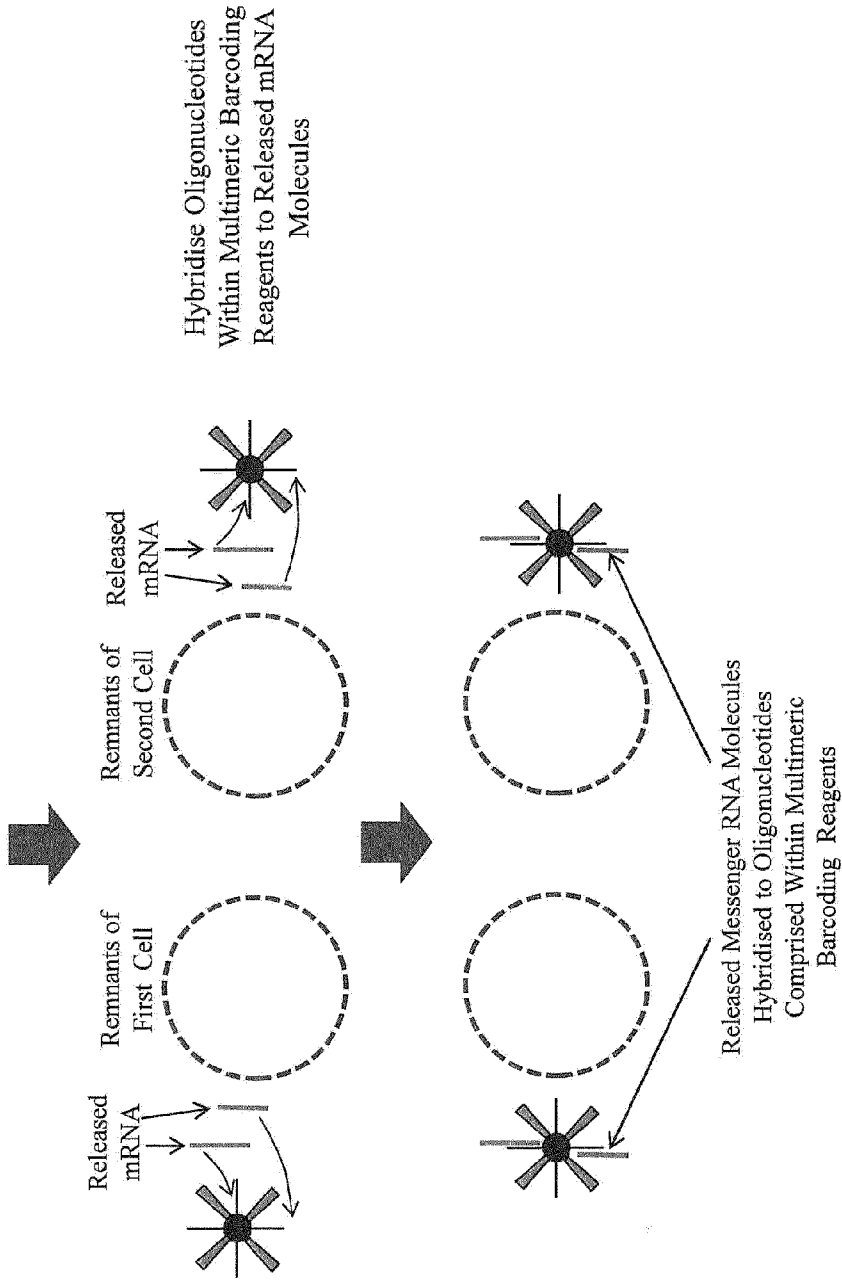 Hybridise Oligonucleotides
Within Multimeric Barcoding
Reagents to Released mRNA
Molecules
Released
mRNA
Remnants of
First Cell
Remnants of
Second Cell
Released
mRNA
Released Messenger RNA Molecules
Hybridised to Oligonucleotides
Comprised Within Multimeric
Barcoding Reagents